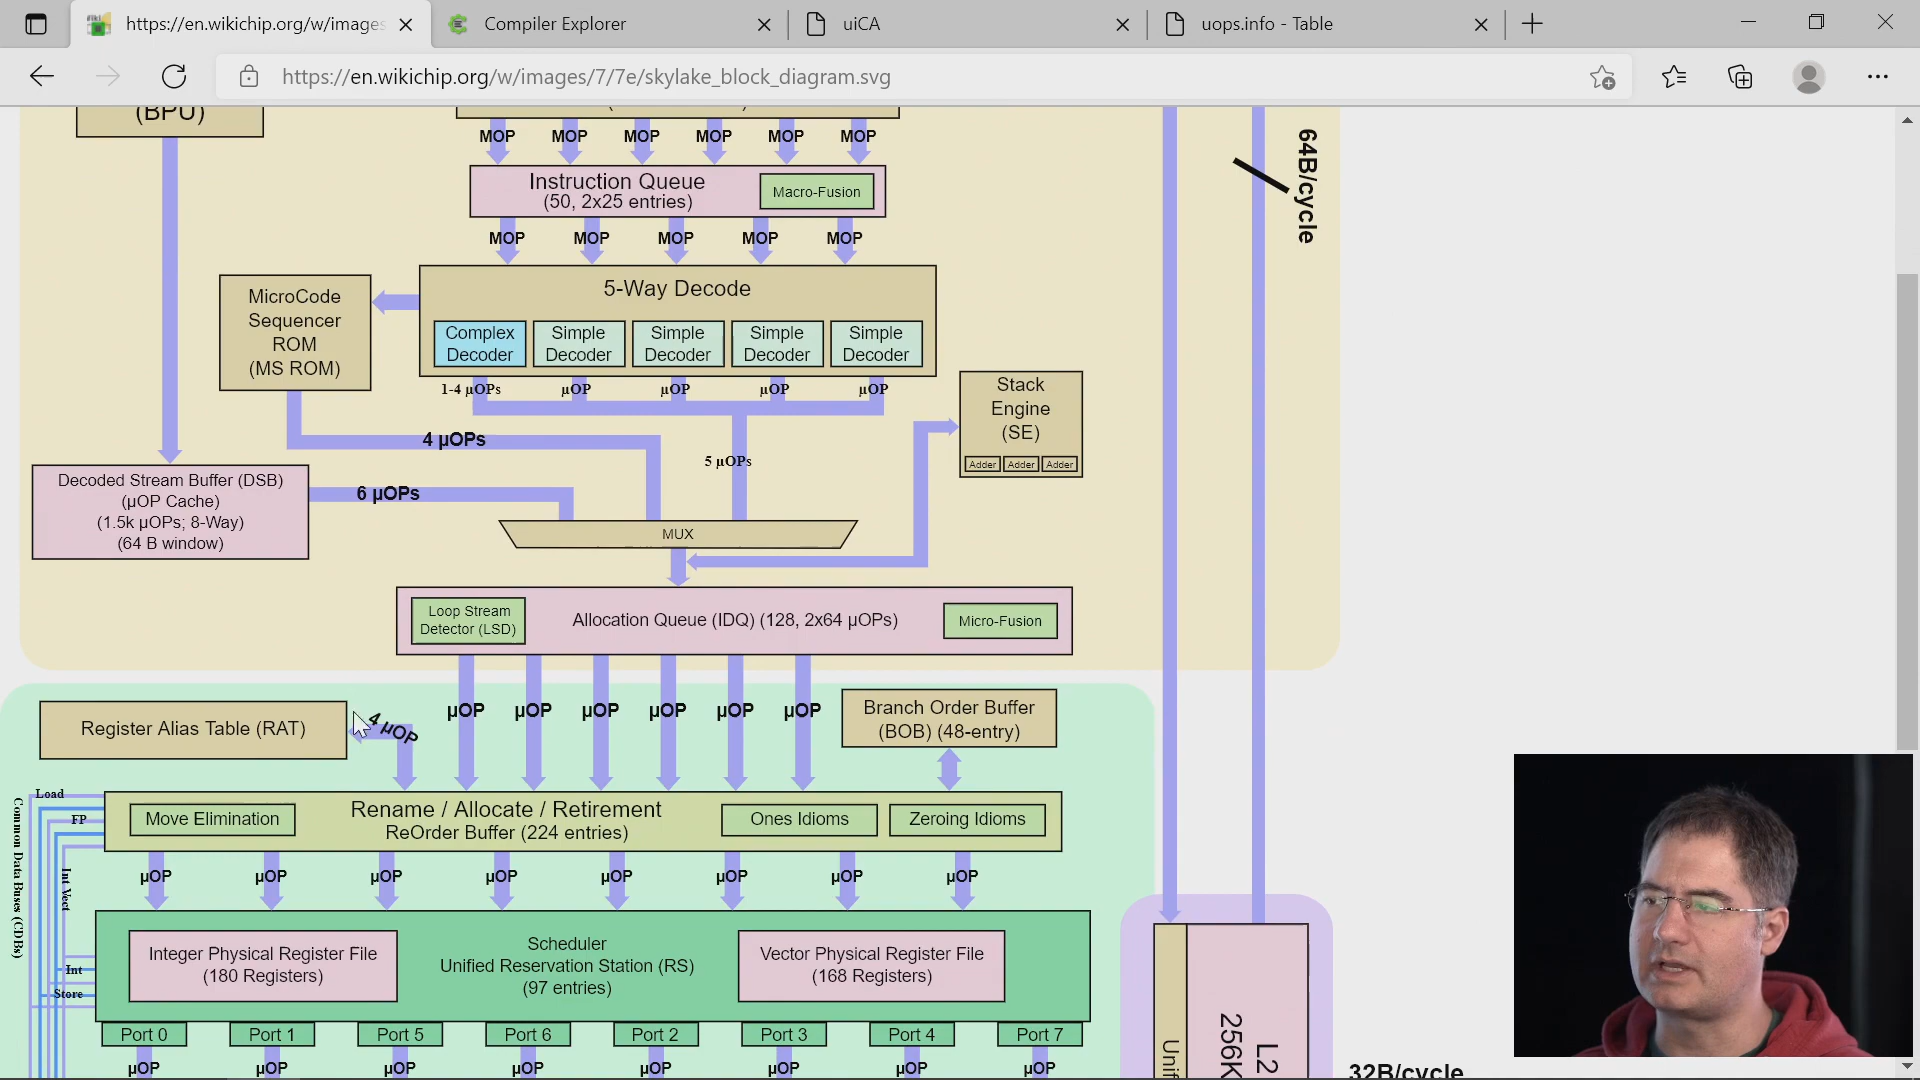 https://en.wikichip.org/w/images
Compiler Explorer
uiCA
uops.info - Table
https://en.wikichip.org/w/images/7/7e/skylake_block_diagram.svg
(BPU)
MOP MOP MOP MOP MOP MOP
Instruction Queue
(50, 2x25 entries)
Macro-Fusion
MOP MOP MOP MOP MOP
64B/cycle
5-Way Decode
MicroCode
Sequencer
ROM
(MS ROM)
Complex
Decoder
Simple
Decoder
Simple
Decoder
Simple
Decoder
Simple
Decoder
1-4 µOPs µOP µOP µOP µOP
Stack
Engine
(SE)
Adder Adder Adder
4 µOPs
5 µOPs
6 µOPs
Decoded Stream Buffer (DSB)
(µOP Cache)
(1.5k µOPs; 8-Way)
(64 B window)
MUX
Loop Stream
Detector (LSD)
Allocation Queue (IDQ) (128, 2x64 µOPs)
Micro-Fusion
Register Alias Table (RAT)
4 µOP
µOP µOP µOP µOP µOP µOP
Branch Order Buffer
(BOB) (48-entry)
Load
FP
Int Vect
Int
Store
Common Data Buses (CDBs)
Move Elimination
Rename / Allocate / Retirement
ReOrder Buffer (224 entries)
Ones Idioms
Zeroing Idioms
µOP µOP µOP µOP µOP µOP µOP µOP
Integer Physical Register File
(180 Registers)
Scheduler
Unified Reservation Station (RS)
(97 entries)
Vector Physical Register File
(168 Registers)
Port 0 Port 1 Port 5 Port 6 Port 2 Port 3 Port 4 Port 7
µOP µOP µOP µOP µOP µOP µOP µOP
Unif
256K
L2
32B/cycle